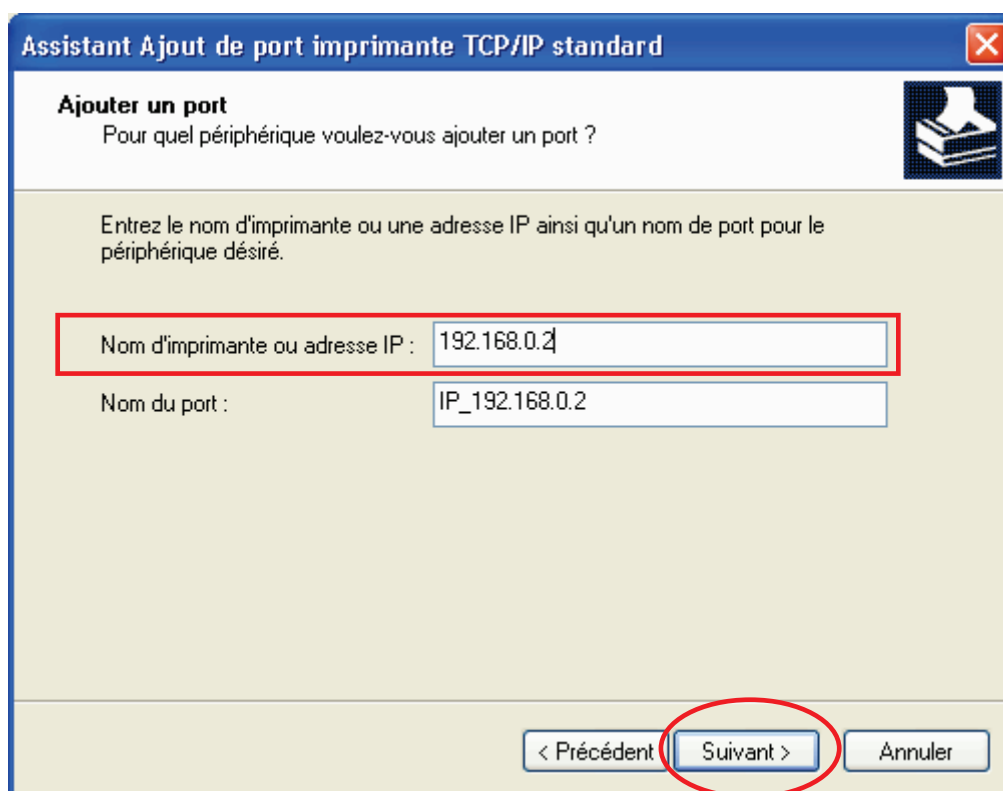 Assistant Ajout de port imprimante TCP/IP standard
Ajouter un port
Pour quel périphérique voulez-vous ajouter un port ?
Entrez le nom d'imprimante ou une adresse IP ainsi qu'un nom de port pour le
périphérique désiré.
Nom d'imprimante ou adresse IP : 192.168.0.2
Nom du port : IP_192.168.0.2
< Précédent Suivant > Annuler